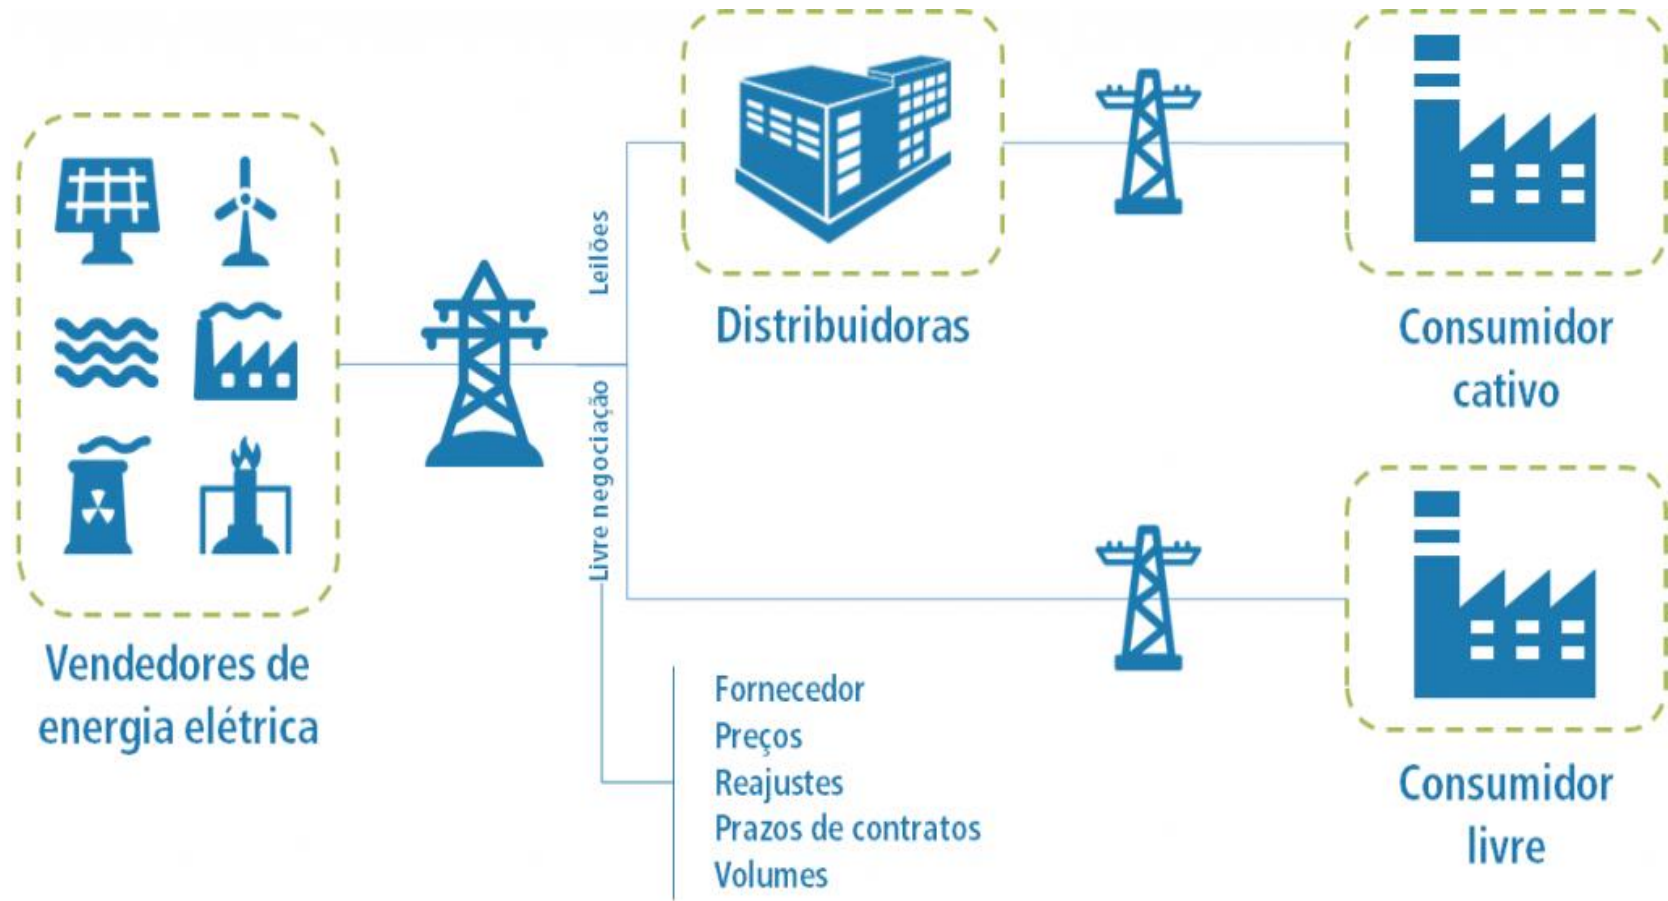 Leilões
Distribuidoras
Consumidor
cativo
Livre negociação
Vendedores de
energia elétrica
Fornecedor
Preços
Reajustes
Prazos de contratos
Volumes
Consumidor
livre